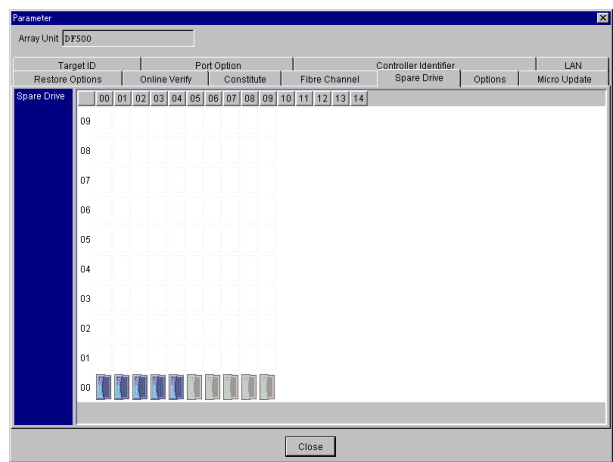 Parameter
Array Unit DF500
Target ID Port Option Controller Identifier LAN
Restore Options Online Verify Constitute Fibre Channel Spare Drive Options Micro Update
Spare Drive 00 01 02 03 04 05 06 07 08 09 10 11 12 13 14
09
08
07
06
05
04
03
02
01
00
Close